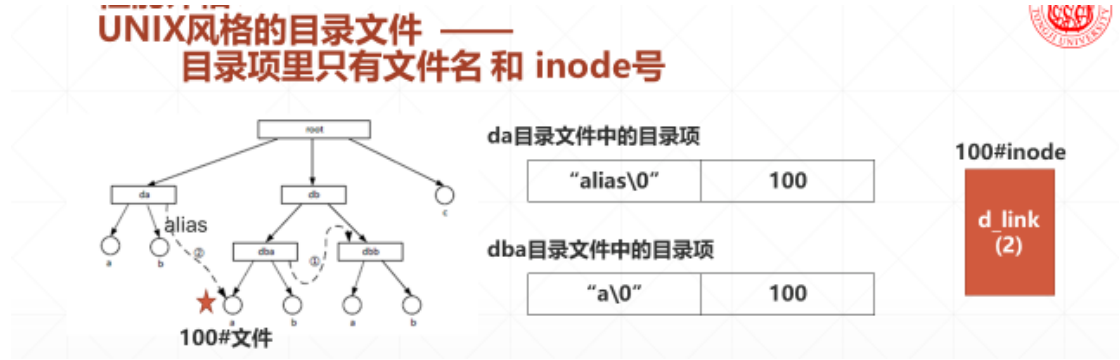 UNIX风格的目录文件 ——
目录项里只有文件名 和 inode号
TONGJI UNIVERSITY
root
da
db
c
alias
②
①
a
b
dba
dbb
a
b
a
b
100#文件
da目录文件中的目录项
“alias\0” 100
dba目录文件中的目录项
“a\0” 100
100#inode
d_link
(2)